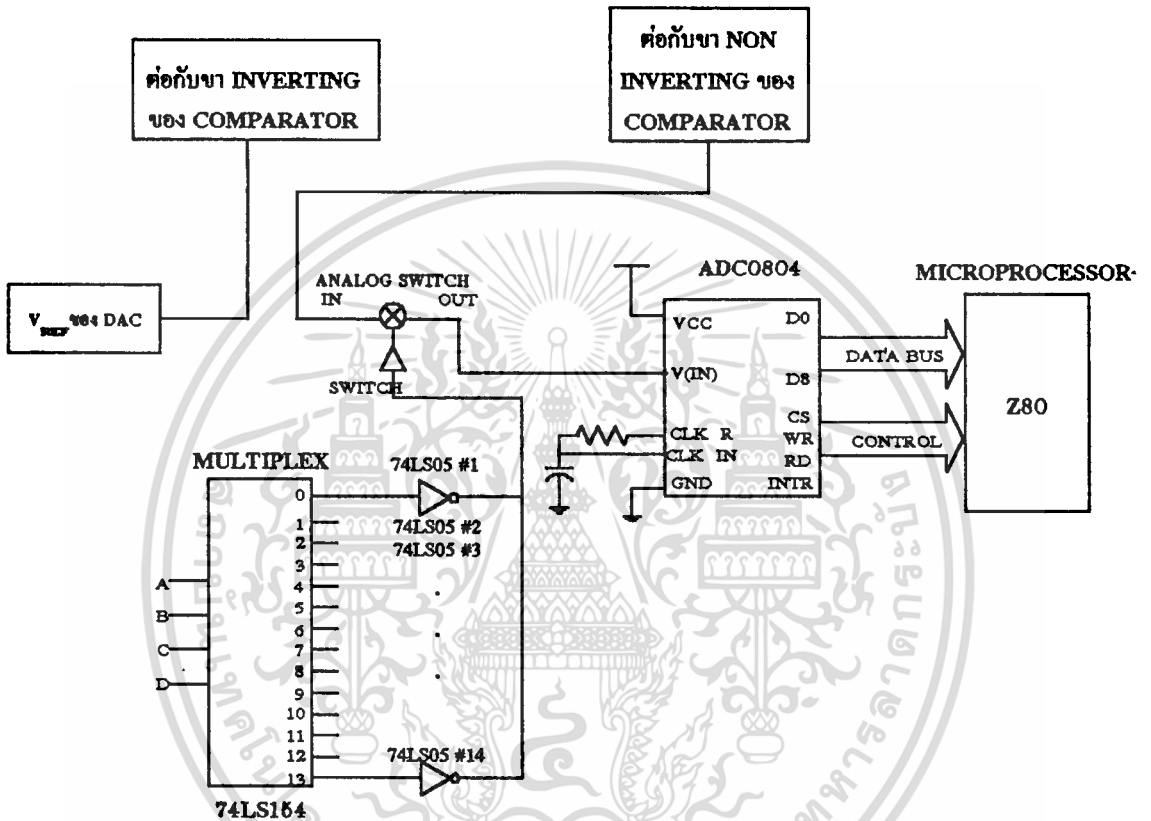 ต่อกับขา INVERTING
ของ COMPARATOR
ต่อกับขา NON
INVERTING ของ
COMPARATOR
ของ DAC
ANALOG SWITCH
IN
OUT
SWITCH
ADC0804
VCC
V(IN)
CLK R
CLK IN
GND
D0
D8
CS
WR
RD
INTR
DATA BUS
CONTROL
MICROPROCESSOR
Z80
MULTIPLEX
A
B
C
D
0
1
2
3
4
5
6
7
8
9
10
11
12
13
74LS154
74LS05 #1
74LS05 #2
74LS05 #3
74LS05 #14